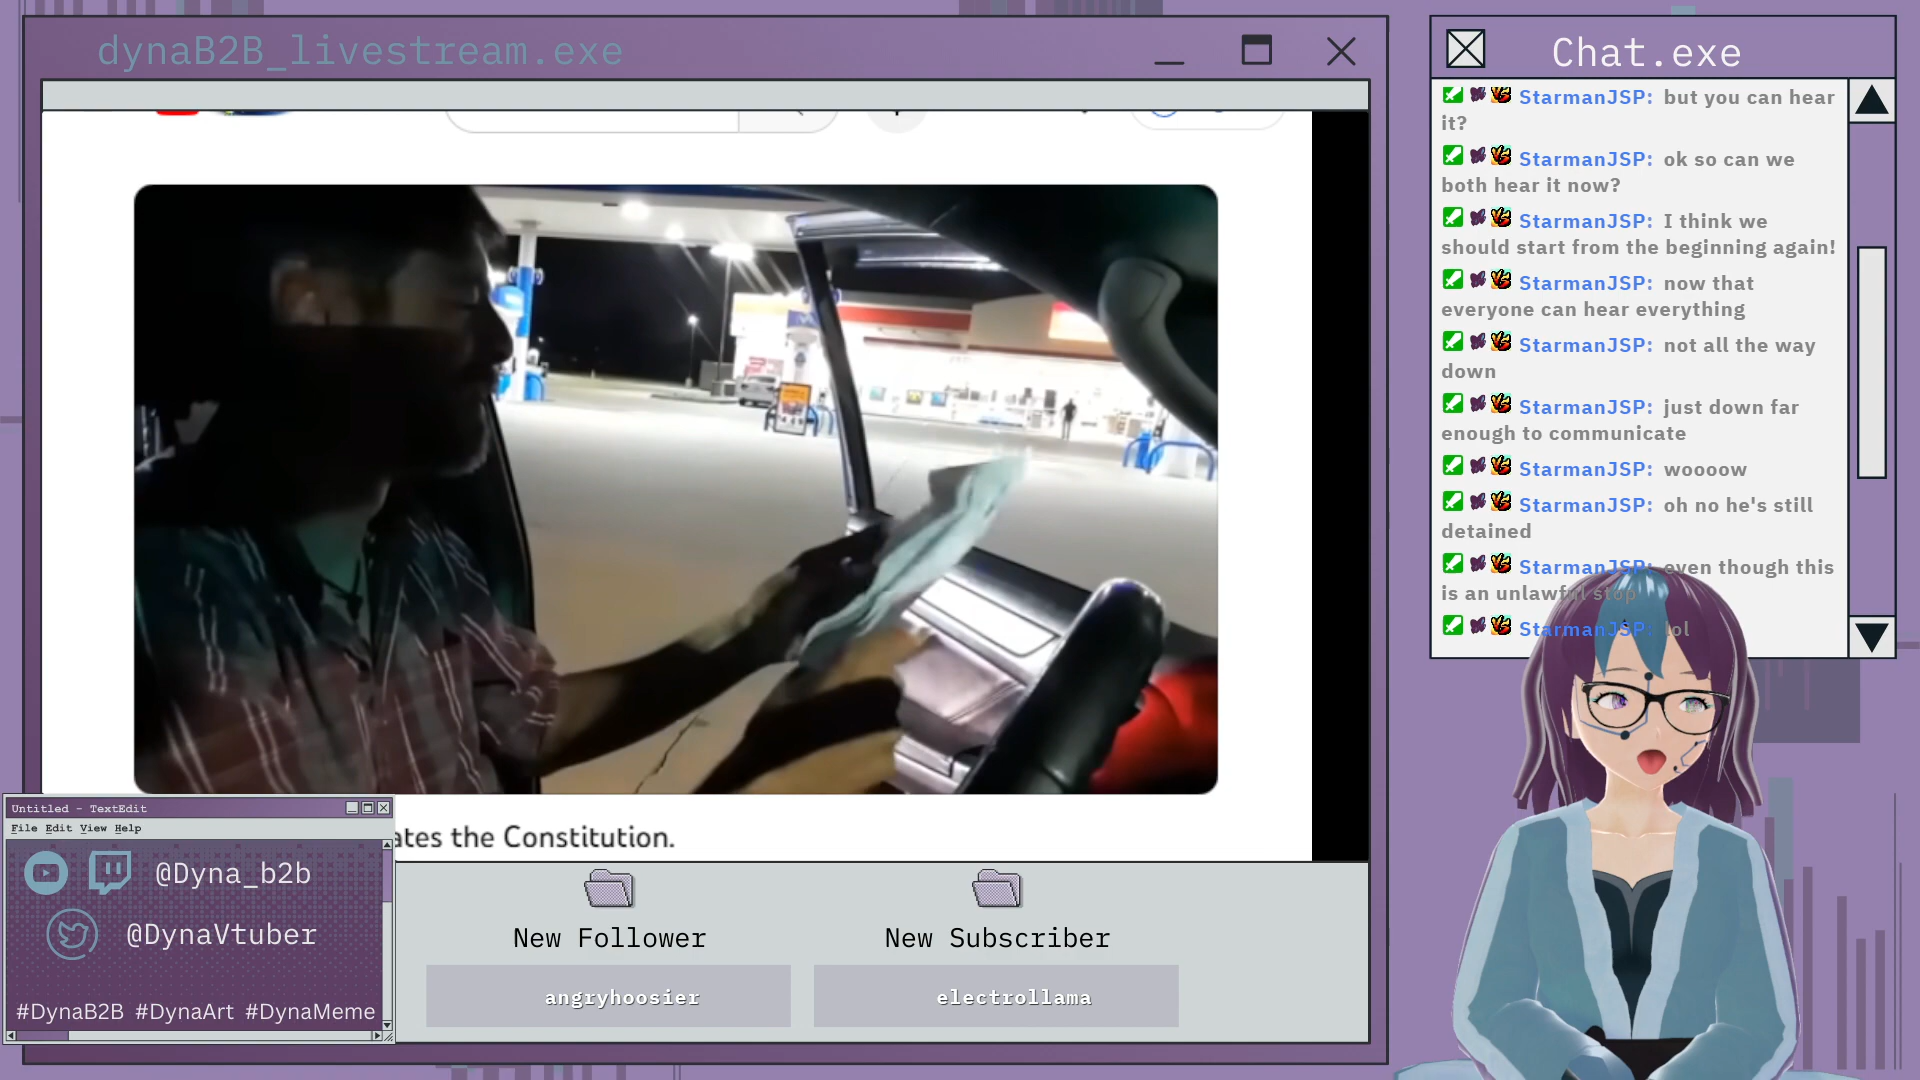 dynaB2B_livestream.exe
Chat.exe
StarmanJSP: but you can hear
it?
StarmanJSP: ok so can we
both hear it now?
StarmanJSP: I think we
should start from the beginning again!
StarmanJSP: now that
everyone can hear everything
StarmanJSP: not all the way
down
StarmanJSP: just down far
enough to communicate
StarmanJSP: woooow
StarmanJSP: oh no he's still
detained
StarmanJSP: even though this
is an unlawful stop
StarmanJSP: lol
ates the Constitution.
Untitled - TextEdit
File Edit View Help
@Dyna_b2b
@DynaVtuber
#DynaB2B #DynaArt #DynaMeme
New Follower
angryhoosier
New Subscriber
electrollama